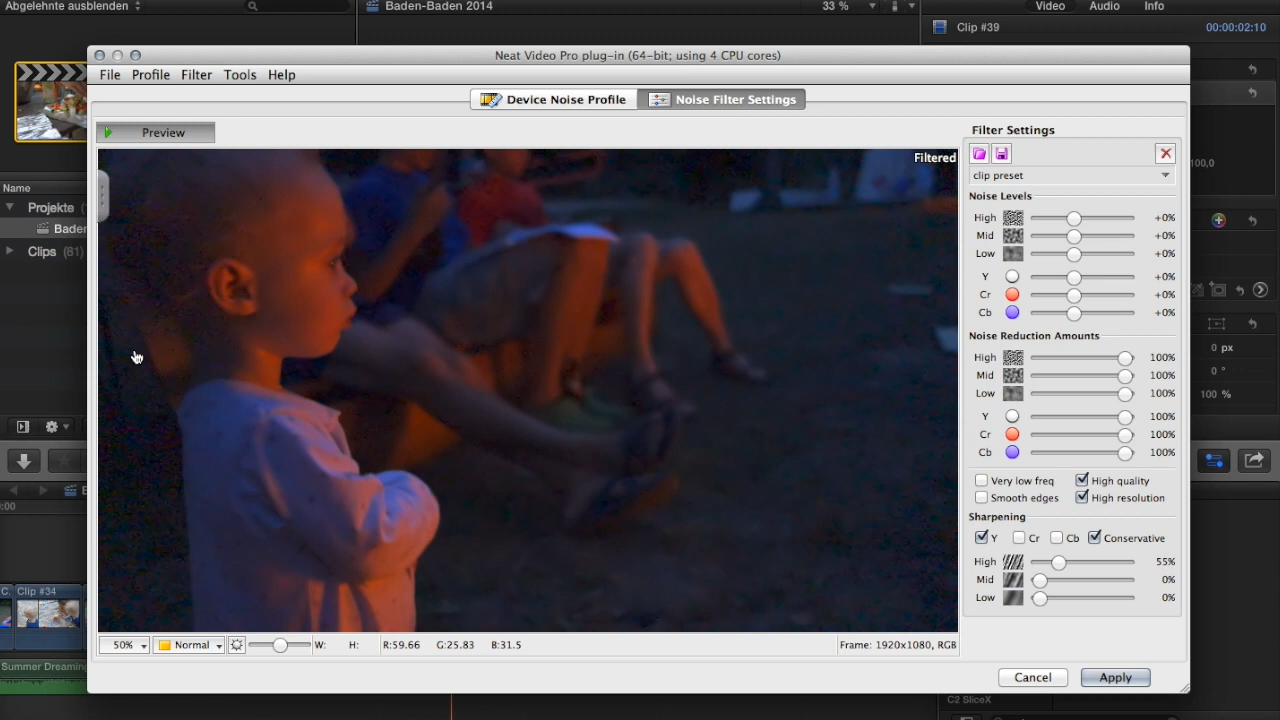 Abgelehnte ausblenden
Baden-Baden 2014
33 %
Video
Audio
Info
Clip #39
00:00:02:10
Neat Video Pro plug-in (64-bit; using 4 CPU cores)
File Profile Filter Tools Help
Device Noise Profile
Noise Filter Settings
Preview
Filtered
Filter Settings
clip preset
Noise Levels
High +0%
Mid +0%
Low +0%
Y +0%
Cr +0%
Cb +0%
Noise Reduction Amounts
High 100%
Mid 100%
Low 100%
Y 100%
Cr 100%
Cb 100%
Very low freq
High quality
Smooth edges
High resolution
Sharpening
Y Cr Cb Conservative
High 55%
Mid 0%
Low 0%
50%
Normal
W: H: R:59.66 G:25.83 B:31.5
Frame: 1920x1080, RGB
Cancel
Apply
Name
Projekte
Baden
Clips (81)
:00
C.
Clip #34
Summer Dreaming
100,0
0 px
0 °
100 %
C2 SliceX